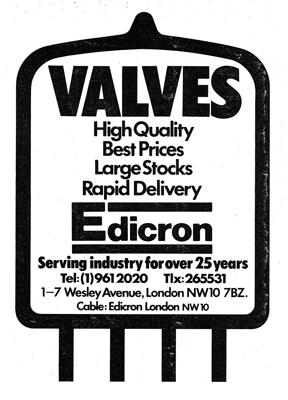 VALVES
High Quality
Best Prices
Large Stocks
Rapid Delivery
Edicron
Serving industry for over 25 years
Tel: (1) 961 2020 Tlx: 265531
1–7 Wesley Avenue, London NW10 7BZ.
Cable: Edicron London NW10